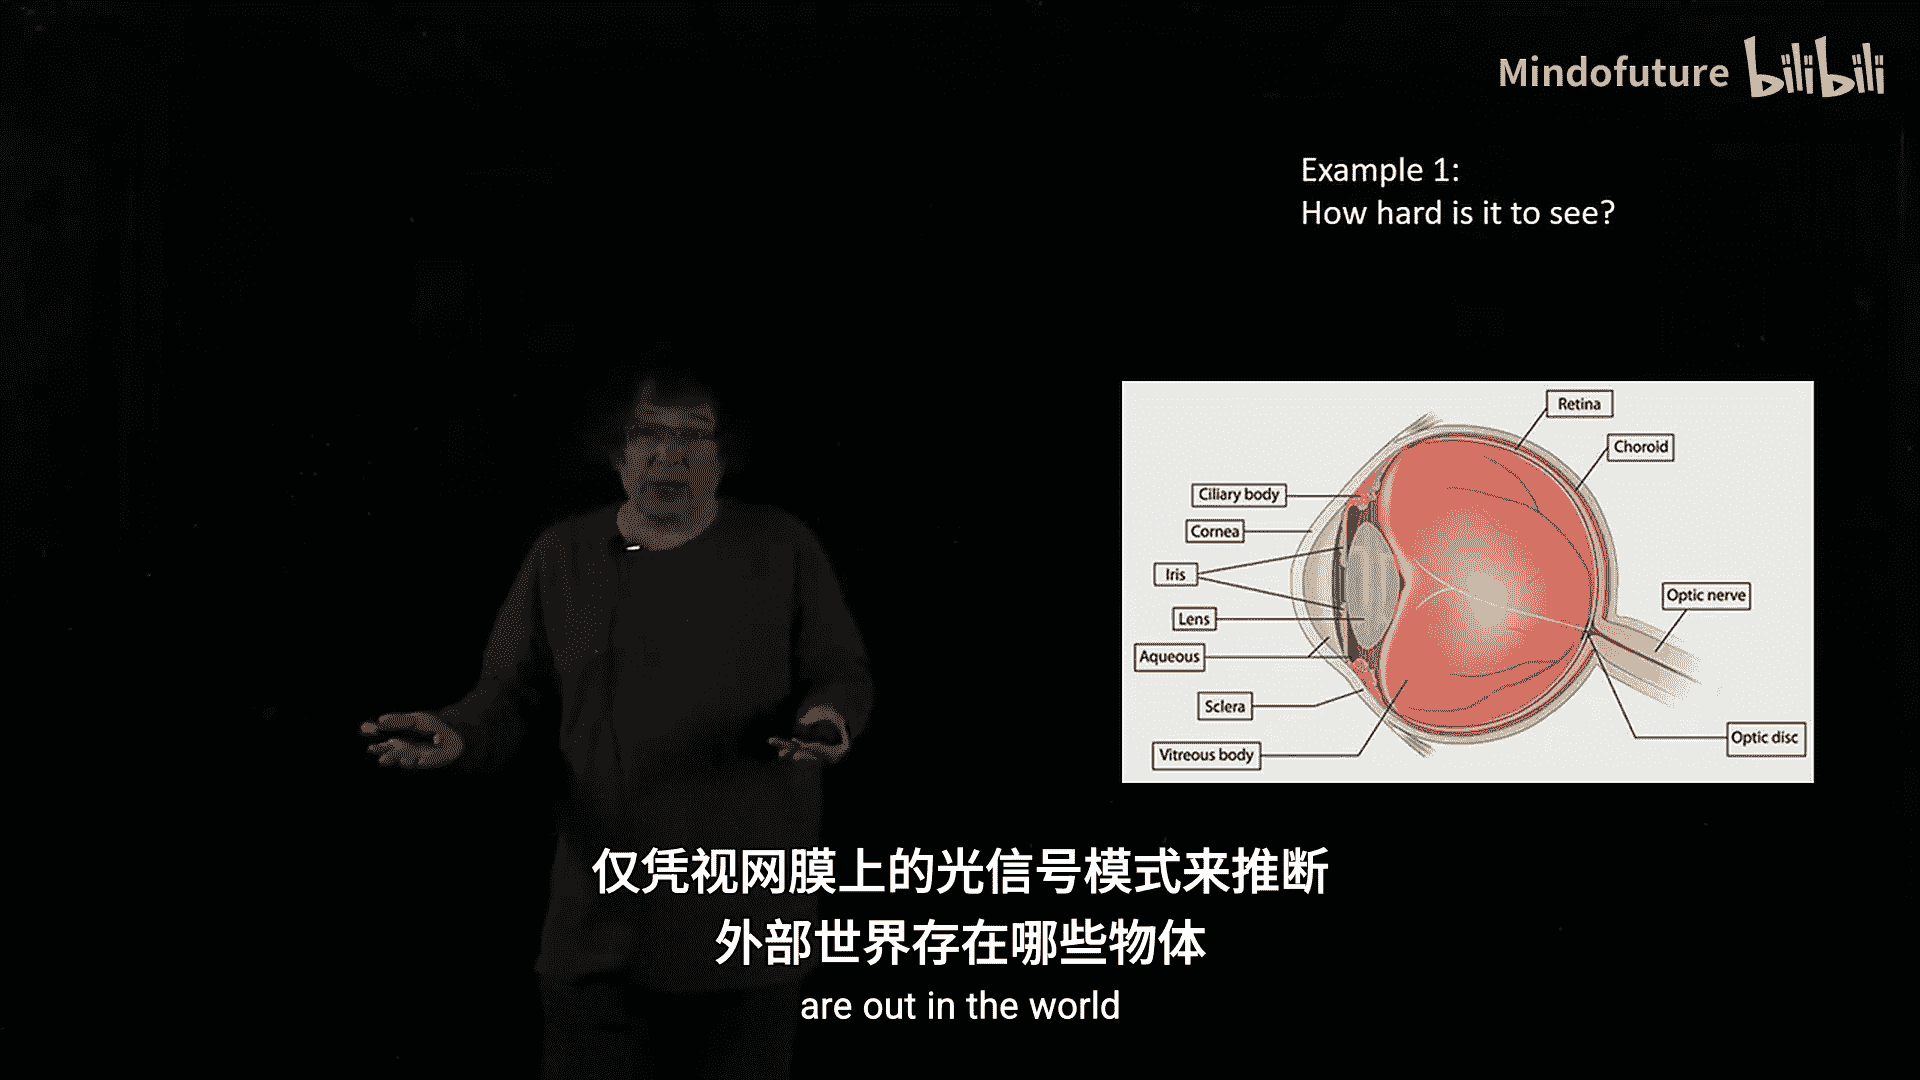 Mindofuture bilibili
Example 1:
How hard is it to see?
Retina
Choroid
Ciliary body
Cornea
Iris
Optic nerve
Lens
Aqueous
Sclera
Optic disc
Vitreous body
仅凭视网膜上的光信号模式来推断
外部世界存在哪些物体
are out in the world